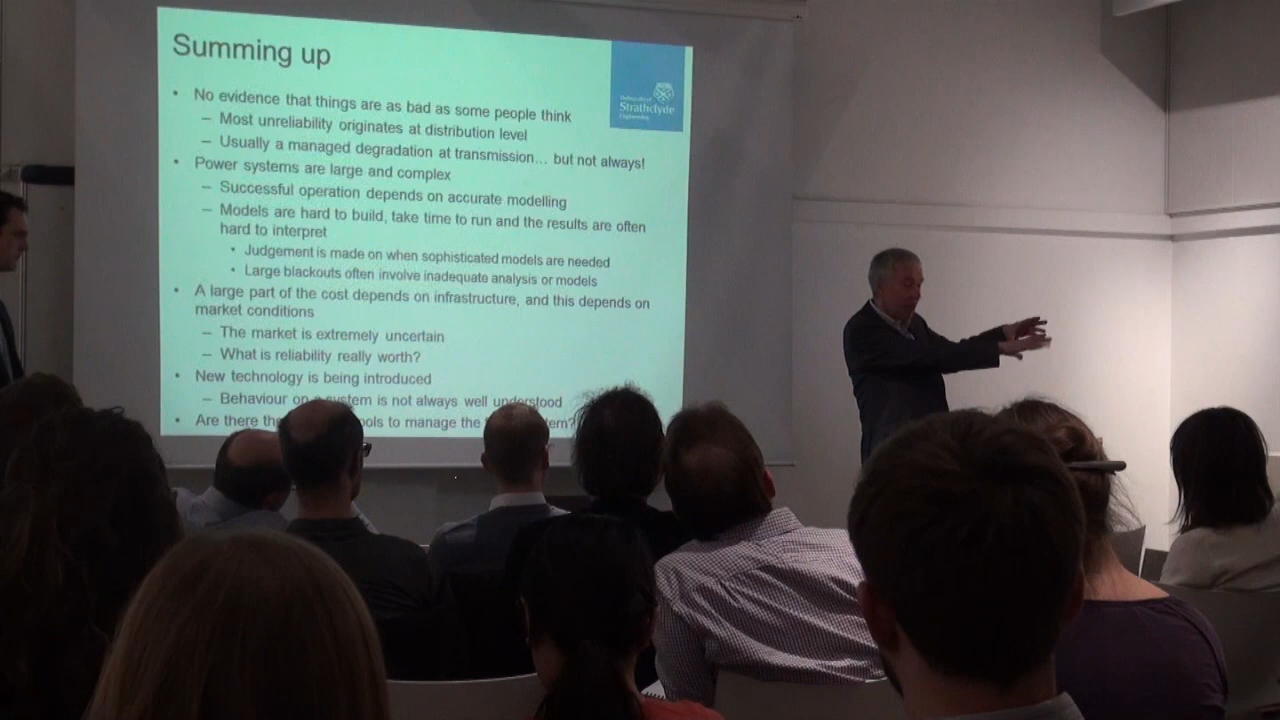 Summing up
University of
Strathclyde
Engineering
• No evidence that things are as bad as some people think
– Most unreliability originates at distribution level
– Usually a managed degradation at transmission... but not always!
• Power systems are large and complex
– Successful operation depends on accurate modelling
– Models are hard to build, take time to run and the results are often
hard to interpret
• Judgement is made on when sophisticated models are needed
• Large blackouts often involve inadequate analysis or models
• A large part of the cost depends on infrastructure, and this depends on
market conditions
– The market is extremely uncertain
– What is reliability really worth?
• New technology is being introduced
– Behaviour on system is not always well understood
• Are there to manage the